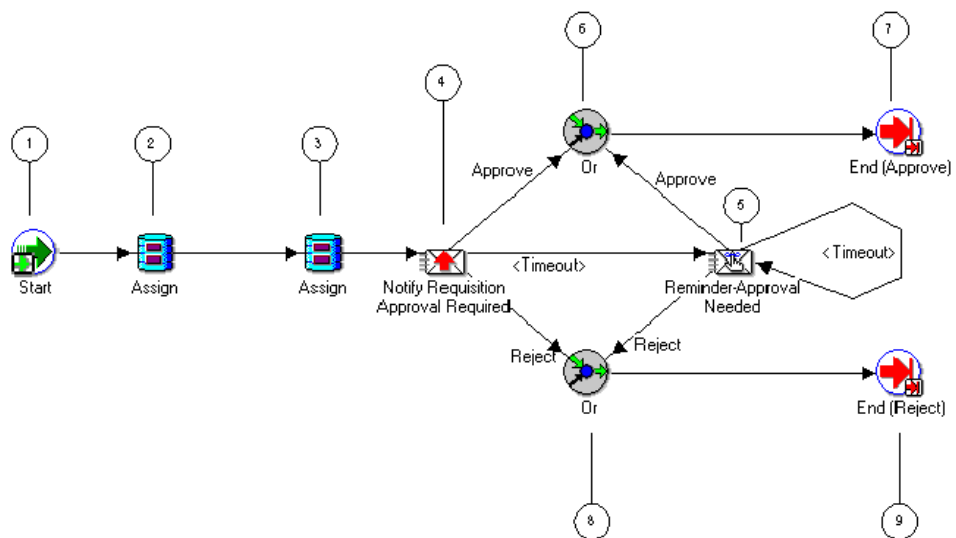 6
7
4
1
2
3
Approve
Or
Approve
End (Approve)
5
<Timeout>
<Timeout>
Start
Assign
Assign
Notify Requisition
Approval Required
Reminder-Approval
Needed
Reject
Reject
Or
End (Reject)
8
9